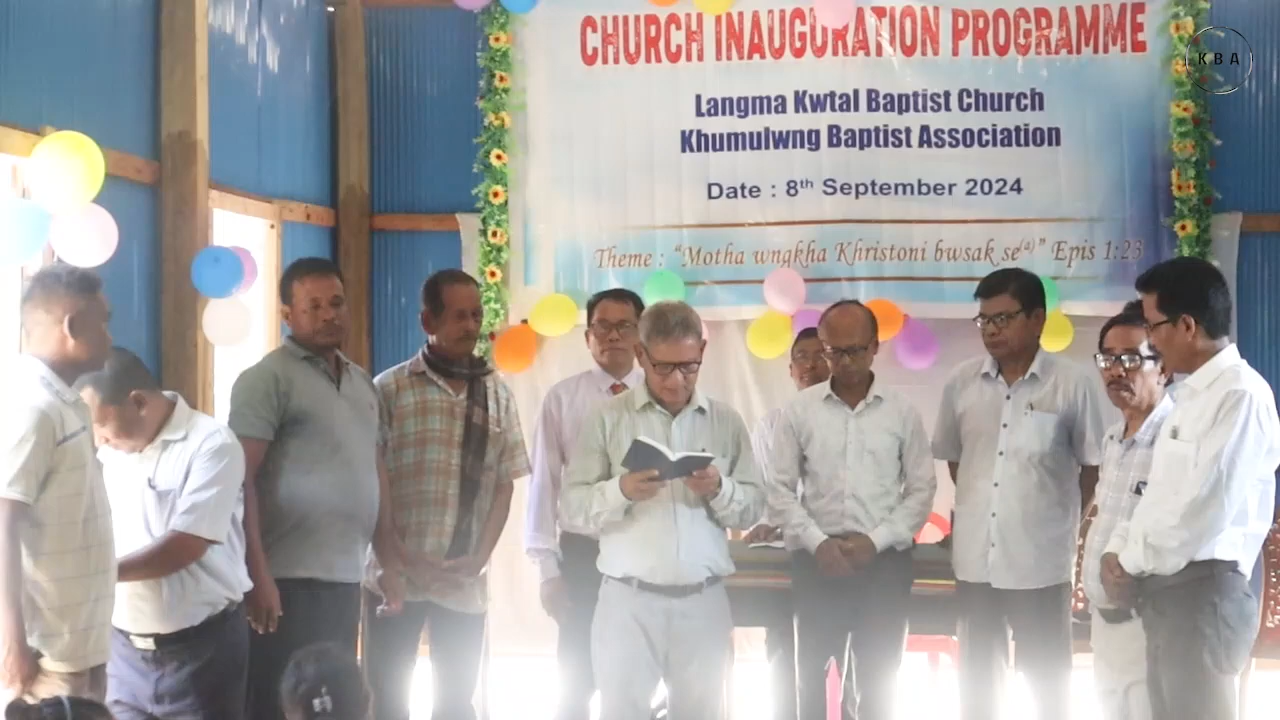 CHURCH INAUGURATION PROGRAMME
KBA
Langma Kwtal Baptist Church
Khumulwng Baptist Association
Date : 8th September 2024
Theme : “Motha wngkha Khristoni bwsak se(a)” Epis 1:23